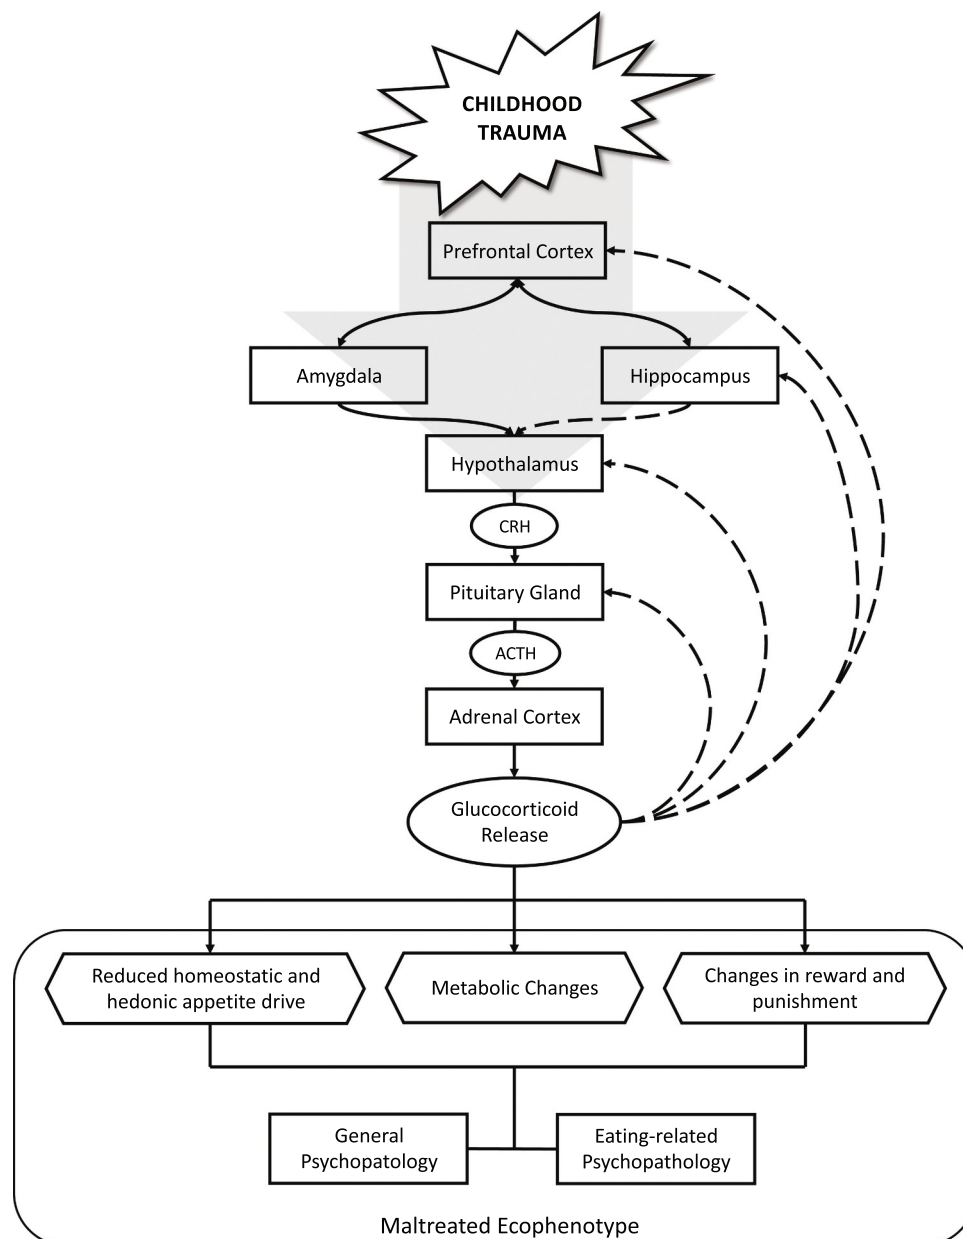 CHILDHOOD
TRAUMA
Prefrontal Cortex
Amygdala
Hippocampus
Hypothalamus
CRH
Pituitary Gland
ACTH
Adrenal Cortex
Glucocorticoid
Release
Reduced homeostatic and
hedonic appetite drive
Metabolic Changes
Changes in reward and
punishment
General
Psychopatology
Eating-related
Psychopathology
Maltreated Ecophenotype